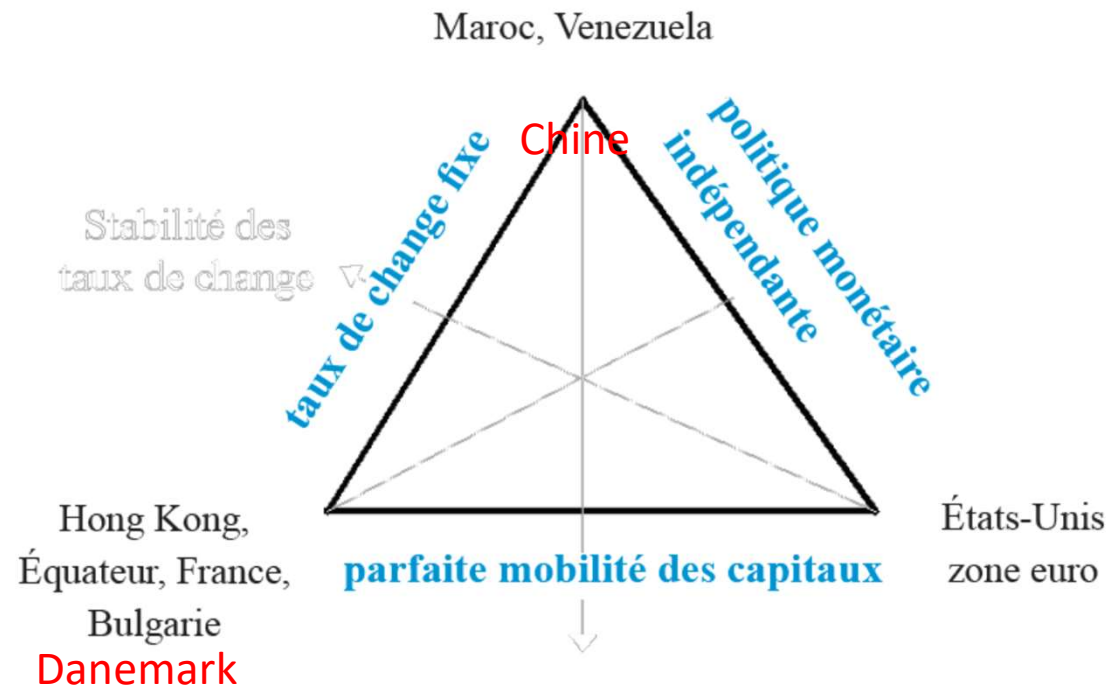 Maroc, Venezuela
Chine
taux de change fixe
politique monétaire
indépendante
Stabilité des
taux de change
Hong Kong,
Équateur, France,
Bulgarie
Danemark
parfaite mobilité des capitaux
États-Unis
zone euro